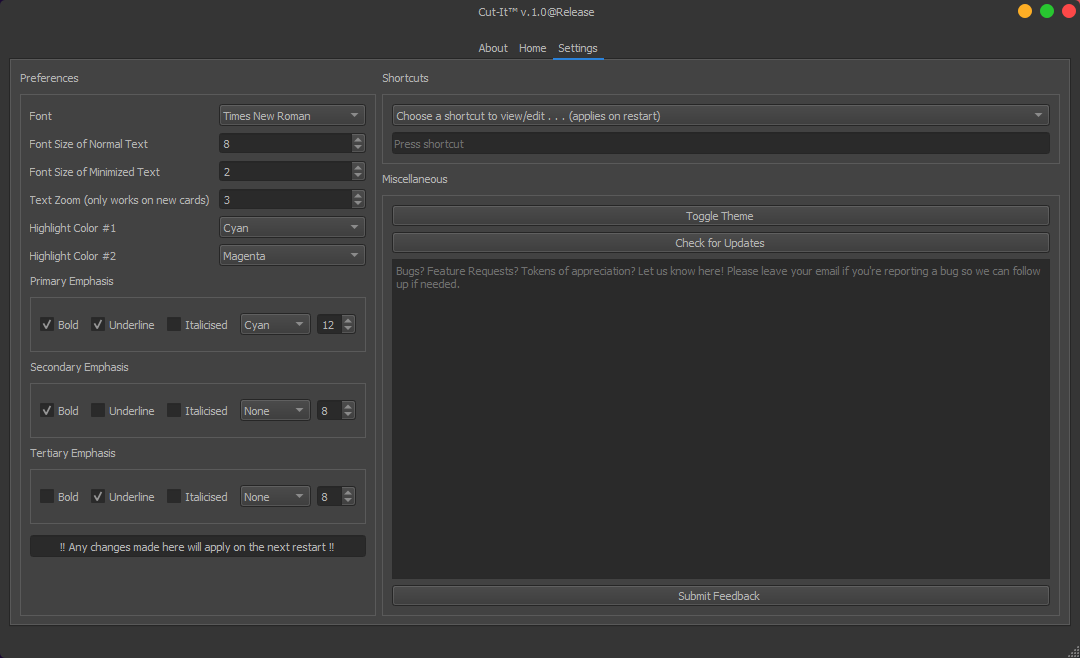 Cut-It™ v.1.0@Release
About Home Settings
Preferences
Font Times New Roman
Font Size of Normal Text 8
Font Size of Minimized Text 2
Text Zoom (only works on new cards) 3
Highlight Color #1 Cyan
Highlight Color #2 Magenta
Primary Emphasis
Bold Underline Italicised Cyan 12
Secondary Emphasis
Bold Underline Italicised None 8
Tertiary Emphasis
Bold Underline Italicised None 8
!! Any changes made here will apply on the next restart !!
Shortcuts
Choose a shortcut to view/edit . . . (applies on restart)
Press shortcut
Miscellaneous
Toggle Theme
Check for Updates
Bugs? Feature Requests? Tokens of appreciation? Let us know here! Please leave your email if you're reporting a bug so we can follow
up if needed.
Submit Feedback